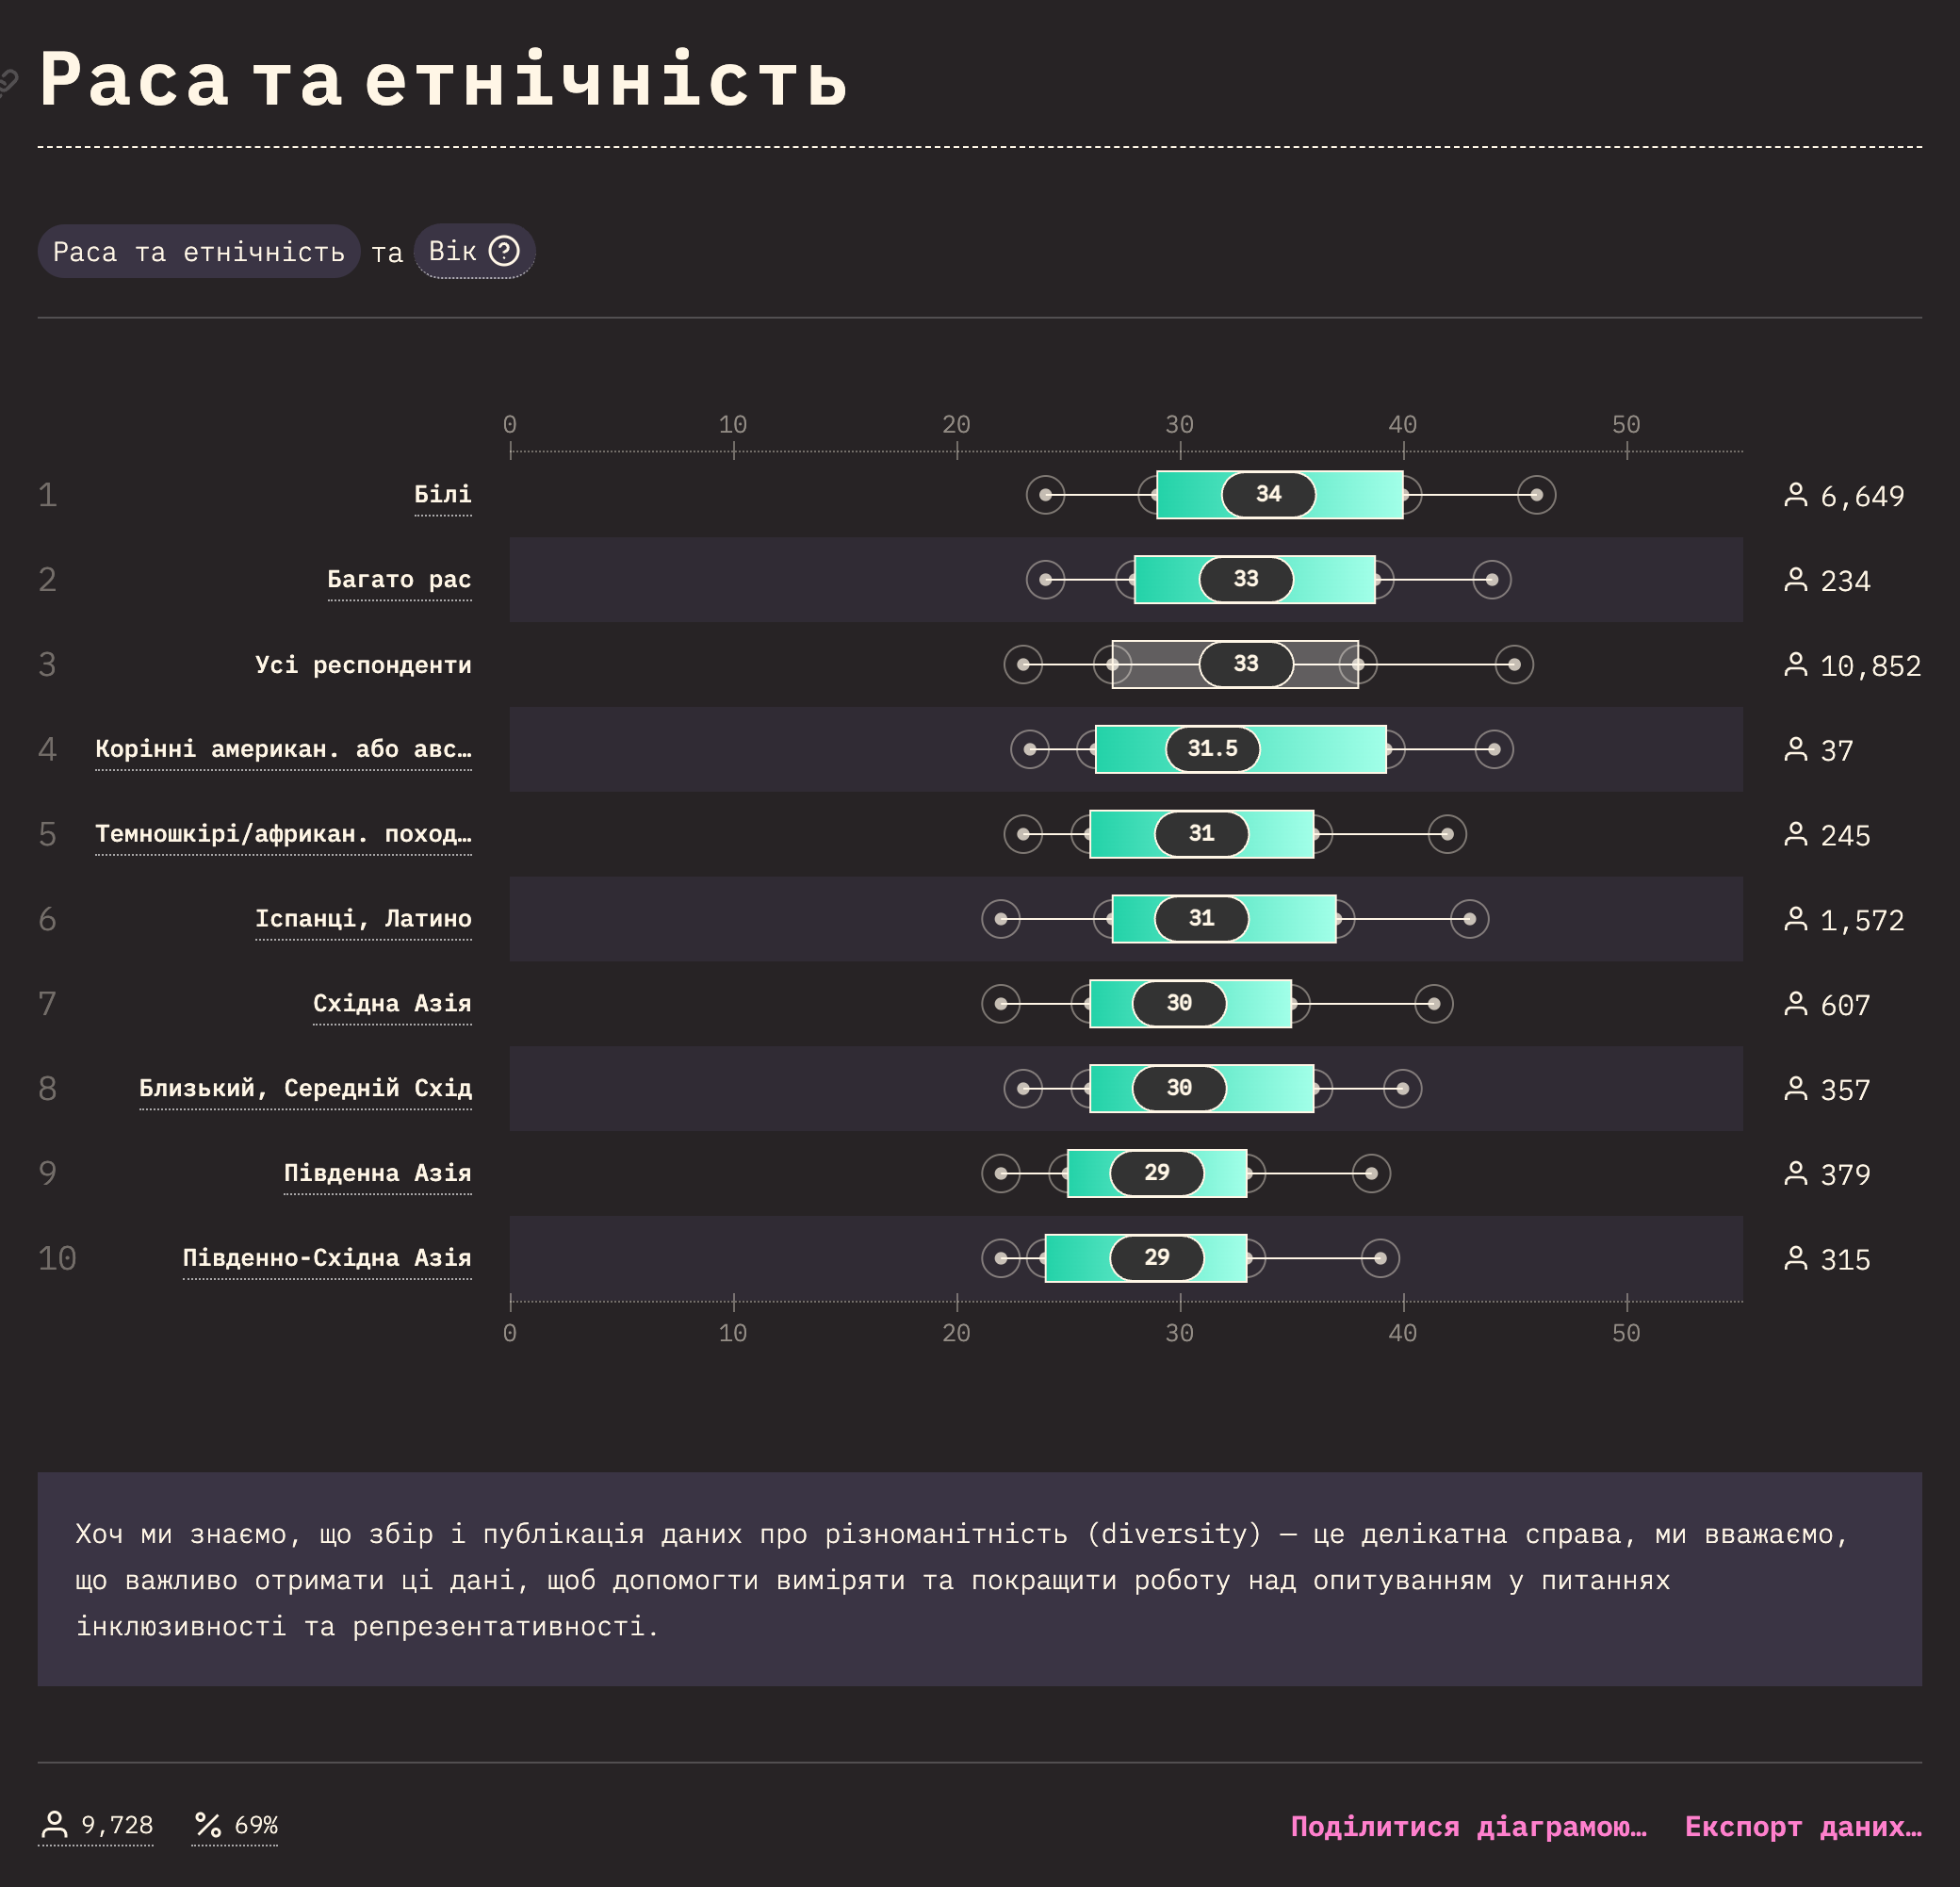 Раса та етнічність
Раса та етнічність та Вік ?
0 10 20 30 40 50
1 Білі 34 6,649
2 Багато рас 33 234
3 Усі респонденти 33 10,852
4 Корінні американ. або авс… 31.5 37
5 Темношкірі/африкан. поход… 31 245
6 Іспанці, Латино 31 1,572
7 Східна Азія 30 607
8 Близький, Середній Схід 30 357
9 Південна Азія 29 379
10 Південно-Східна Азія 29 315
0 10 20 30 40 50
Хоч ми знаємо, що збір і публікація даних про різноманітність (diversity) — це делікатна справа, ми вважаємо,
що важливо отримати ці дані, щоб допомогти виміряти та покращити роботу над опитуванням у питаннях
інклюзивності та репрезентативності.
9,728 % 69% Поділитися діаграмою… Експорт даних…